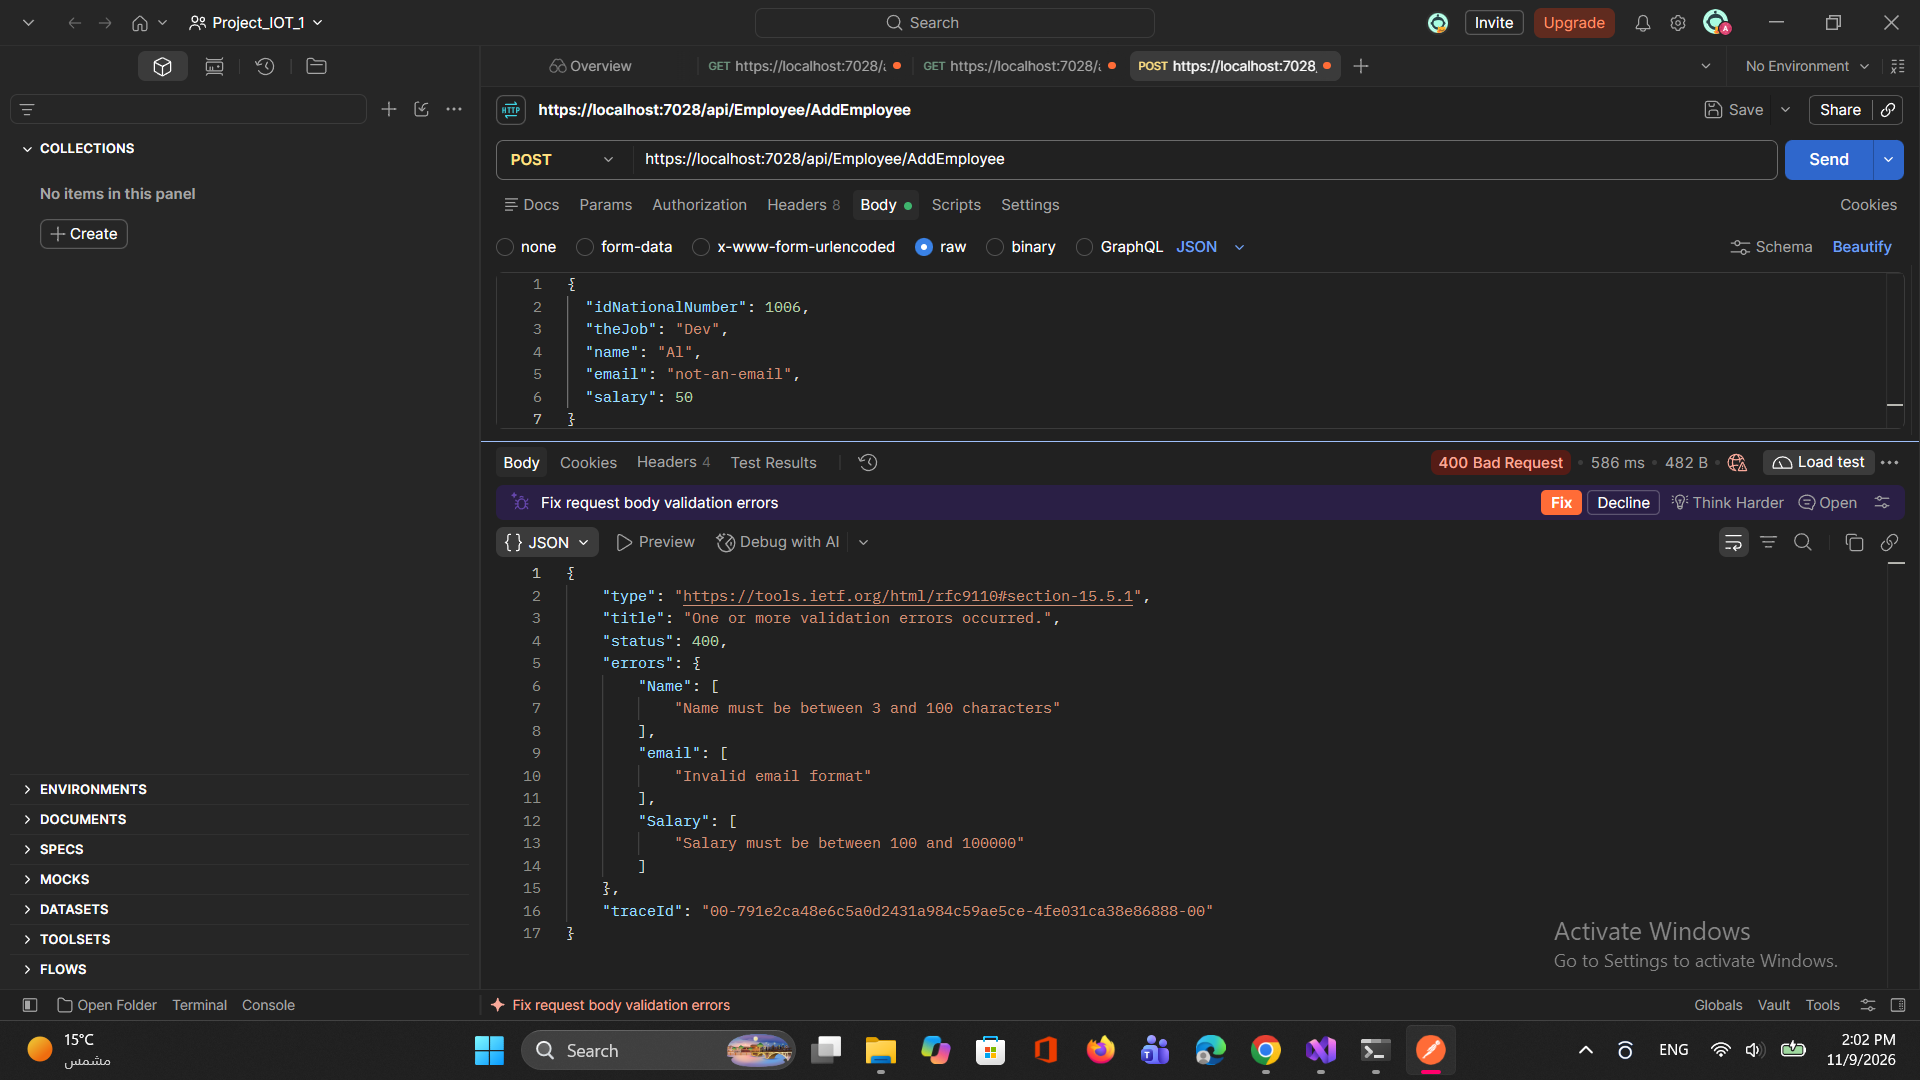 Project_IOT_1
Search
Invite
Upgrade
Overview
GET https://localhost:7028/
GET https://localhost:7028/
POST https://localhost:7028
No Environment
HTTP https://localhost:7028/api/Employee/AddEmployee
Save
Share
COLLECTIONS
No items in this panel
Create
POST
https://localhost:7028/api/Employee/AddEmployee
Send
Docs Params Authorization Headers 8 Body Scripts Settings
Cookies
none form-data x-www-form-urlencoded raw binary GraphQL JSON
Schema Beautify
1 {
2 "idNationalNumber": 1006,
3 "theJob": "Dev",
4 "name": "Al",
5 "email": "not-an-email",
6 "salary": 50
7 }
Body Cookies Headers 4 Test Results
400 Bad Request 586 ms 482 B
Load test
Fix request body validation errors
Fix Decline Think Harder Open
{} JSON Preview Debug with AI
1 {
2 "type": "https://tools.ietf.org/html/rfc9110#section-15.5.1",
3 "title": "One or more validation errors occurred.",
4 "status": 400,
5 "errors": {
6 "Name": [
7 "Name must be between 3 and 100 characters"
8 ],
9 "email": [
10 "Invalid email format"
11 ],
12 "Salary": [
13 "Salary must be between 100 and 100000"
14 ]
15 },
16 "traceId": "00-791e2ca48e6c5a0d2431a984c59ae5ce-4fe031ca38e86888-00"
17 }
ENVIRONMENTS
DOCUMENTS
SPECS
MOCKS
DATASETS
TOOLSETS
FLOWS
Activate Windows
Go to Settings to activate Windows.
Open Folder Terminal Console
Fix request body validation errors
Globals Vault Tools
15°C
مشمس
Search
ENG
2:02 PM
11/9/2026